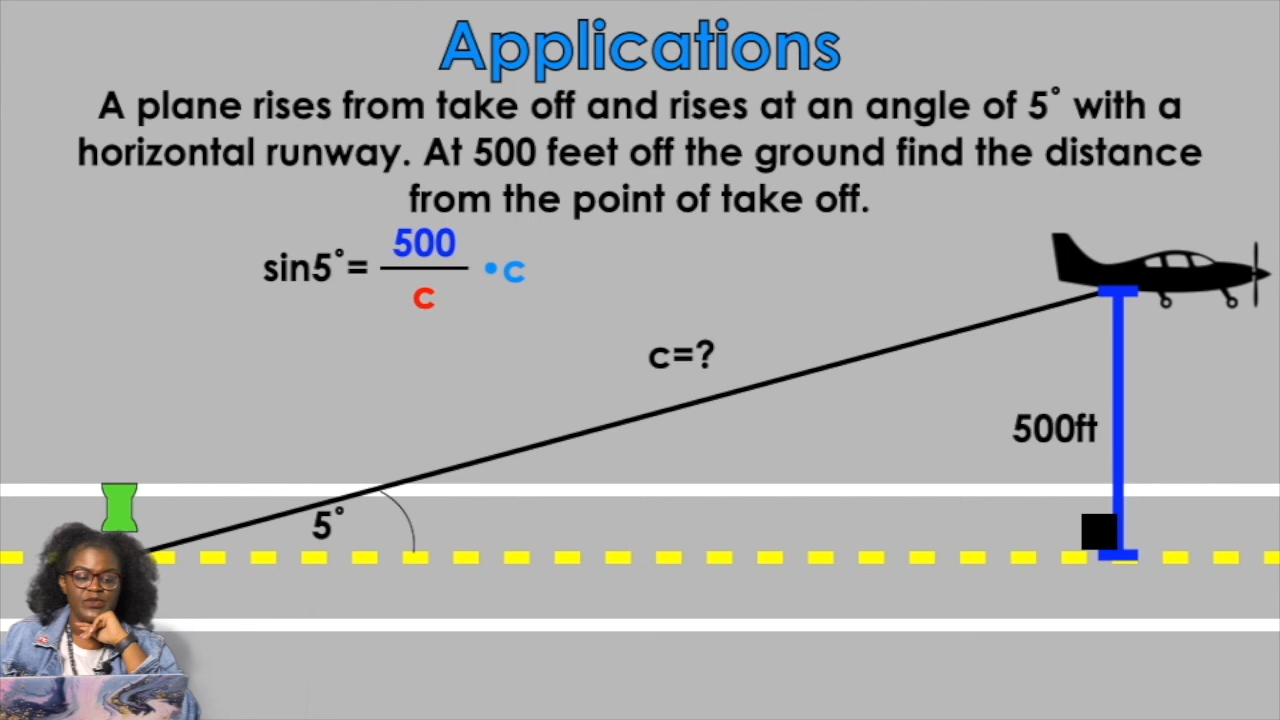 Applications
A plane rises from take off and rises at an angle of 5° with a
horizontal runway. At 500 feet off the ground find the distance
from the point of take off.
sin5°= 500/c •c
c=?
500ft
5°